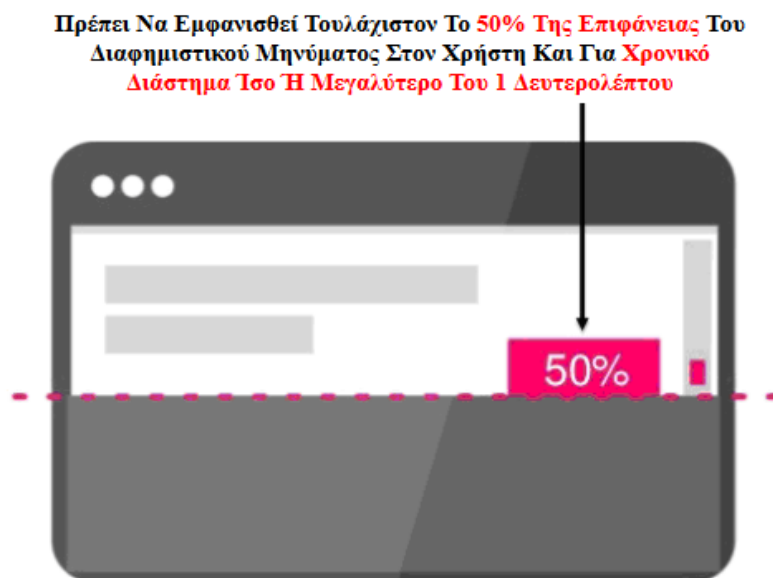 Πρέπει Να Εμφανισθεί Τουλάχιστον Το 50% Της Επιφάνειας Του
Διαφημιστικού Μηνύματος Στον Χρήστη Και Για Χρονικό
Διάστημα Ίσο Ή Μεγαλύτερο Του 1 Δευτερολέπτου
50%